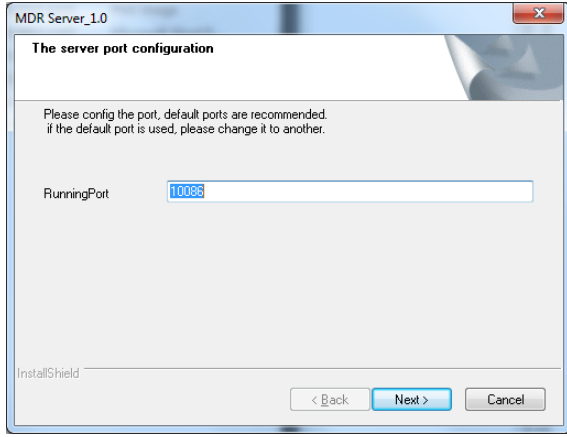 MDR Server_1.0
The server port configuration
Please config the port, default ports are recommended.
if the default port is used, please change it to another.
RunningPort
10086
InstallShield
< Back
Next >
Cancel